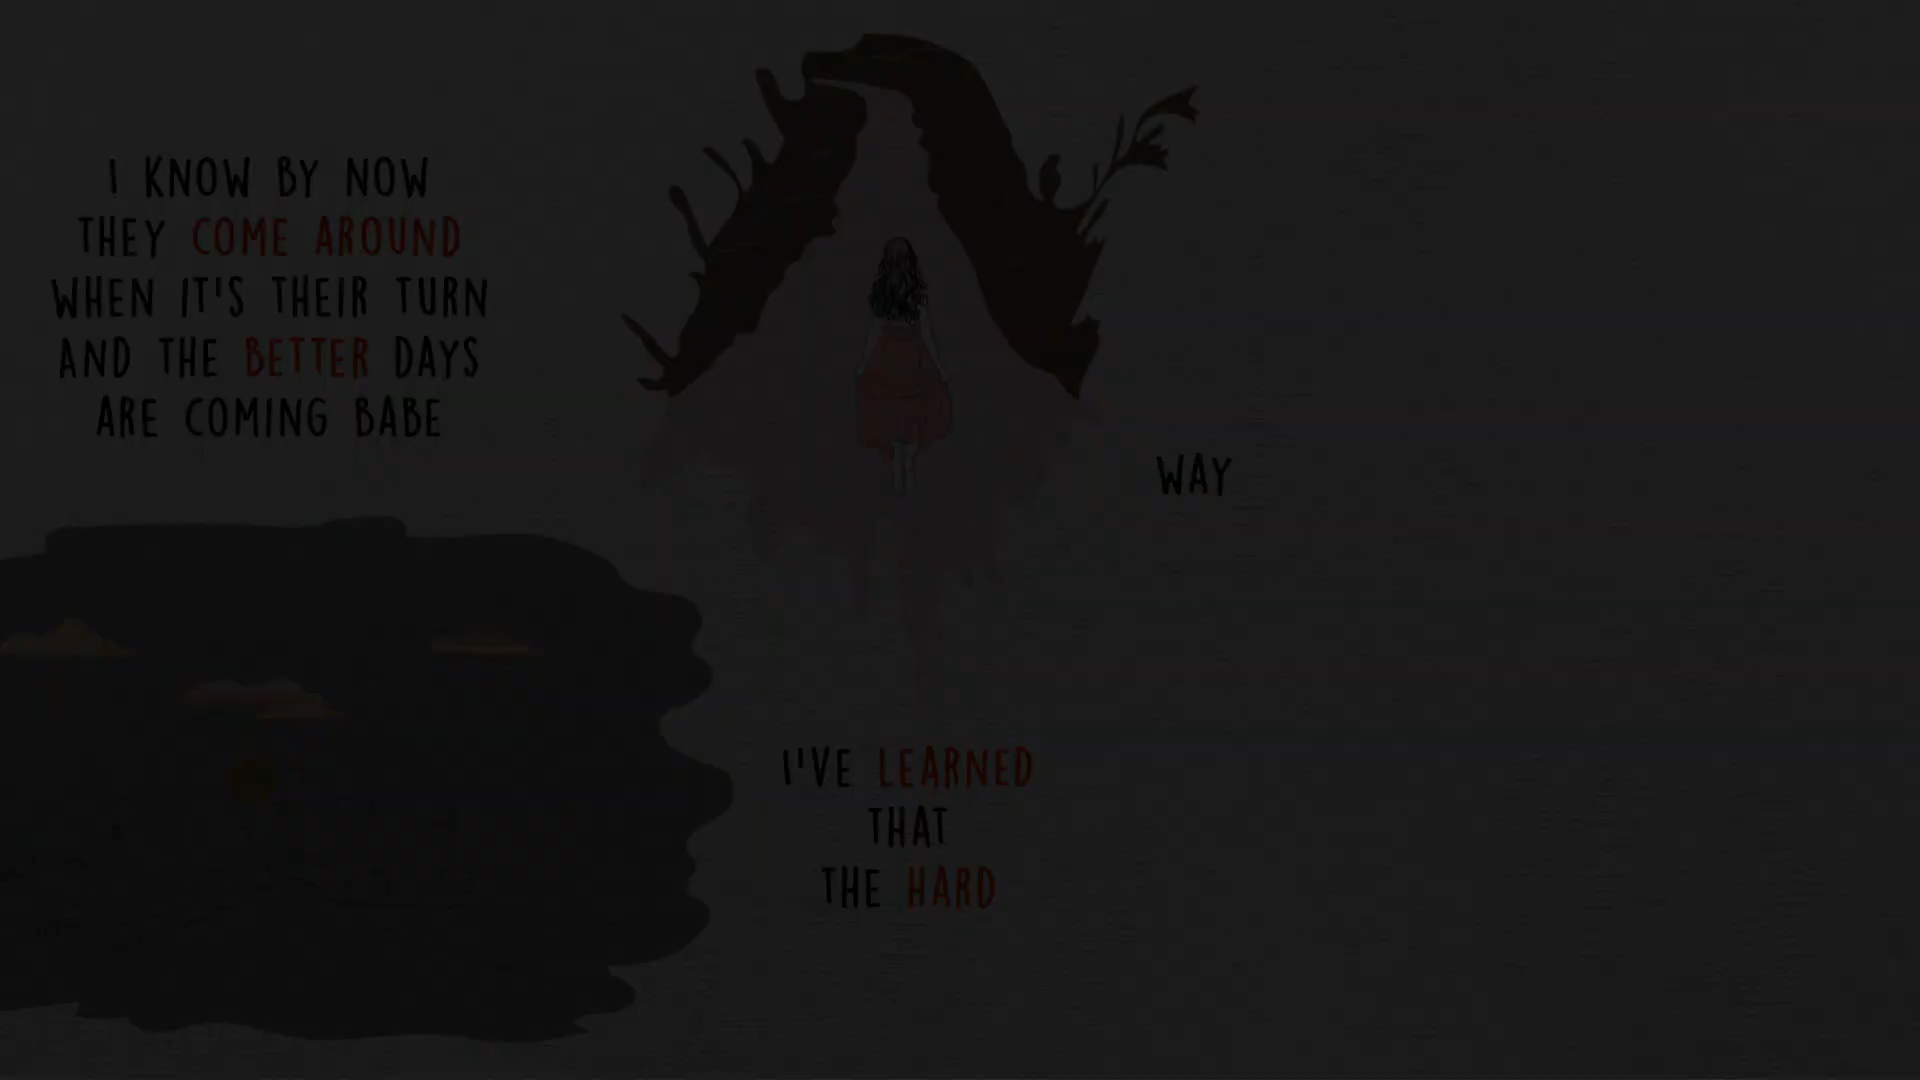 I KNOW BY NOW
THEY COME AROUND
WHEN IT'S THEIR TURN
AND THE BETTER DAYS
ARE COMING BABE
I'VE LEARNED
THAT
THE HARD
WAY